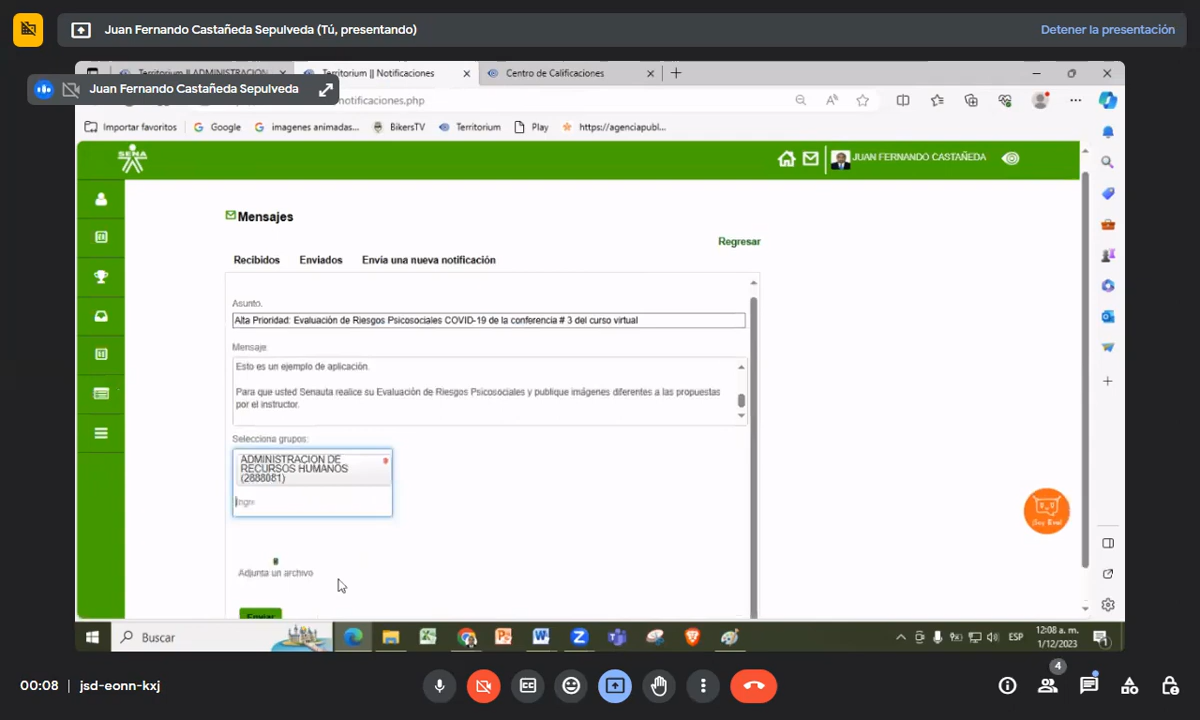 Juan Fernando Castañeda Sepulveda (Tú, presentando)
Detener la presentación
Territorium || ADMINISTRACION
Territorium || Notificaciones
Centro de Calificaciones
Juan Fernando Castañeda Sepulveda
notificaciones.php
Importar favoritos
Google
imagenes animadas...
BikersTV
Territorium
Play
https://agenciapubl...
SENA
JUAN FERNANDO CASTAÑEDA
Mensajes
Regresar
Recibidos
Enviados
Envía una nueva notificación
Asunto.
Alta Prioridad: Evaluación de Riesgos Psicosociales COVID-19 de la conferencia # 3 del curso virtual
Mensaje
Esto es un ejemplo de aplicación.
Para que usted Senauta realice su Evaluación de Riesgos Psicosociales y publique imágenes diferentes a las propuestas
por el instructor.
Selecciona grupos:
ADMINISTRACION DE
RECURSOS HUMANOS
(2888081)
Ingre
Adjunta un archivo
Enviar
Buscar
ESP
12:08 a. m.
1/12/2023
1
00:08 | jsd-eonn-kxj
4